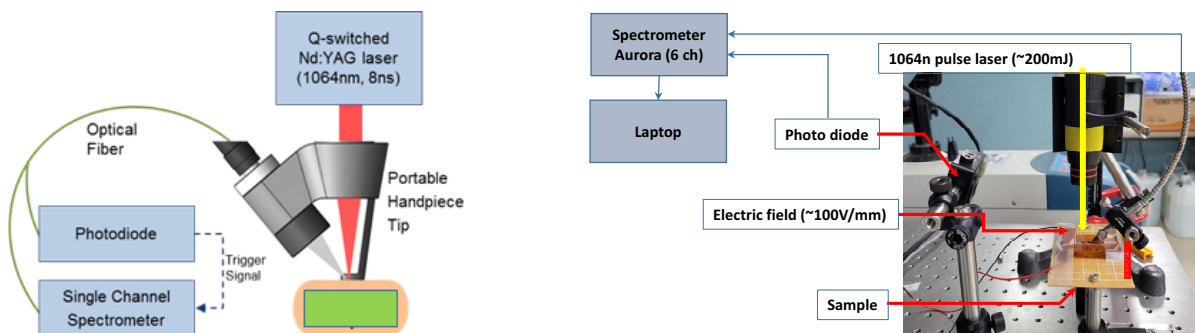 Q-switched
Nd:YAG laser
(1064nm, 8ns)
Optical
Fiber
Portable
Handpiece
Tip
Photodiode
Trigger
Signal
Single Channel
Spectrometer
Spectrometer
Aurora (6 ch)
1064n pulse laser (~200mJ)
Laptop
Photo diode
Electric field (~100V/mm)
Sample